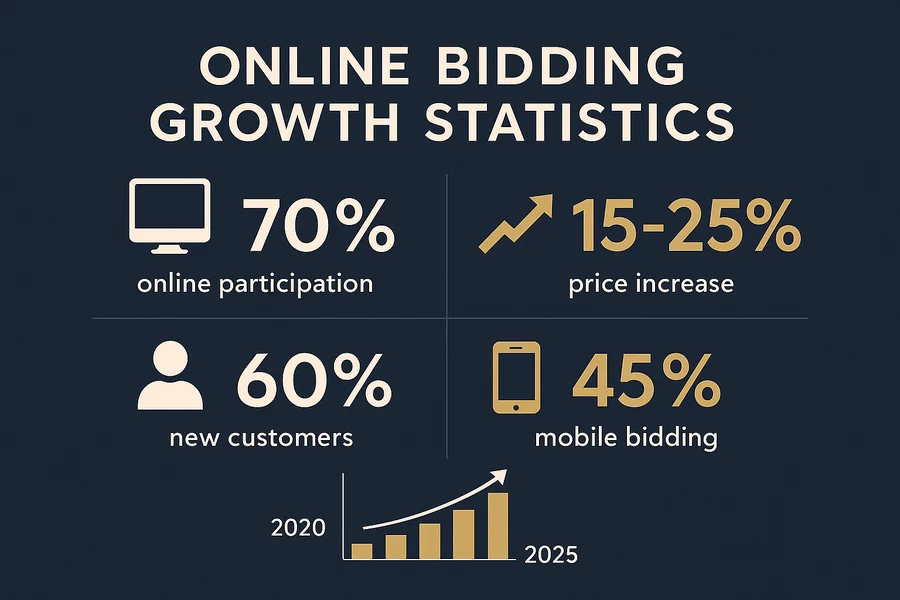 ONLINE BIDDING
GROWTH STATISTICS
70%
online participation
15-25%
price increase
60%
new customers
45%
mobile bidding
2020
2025